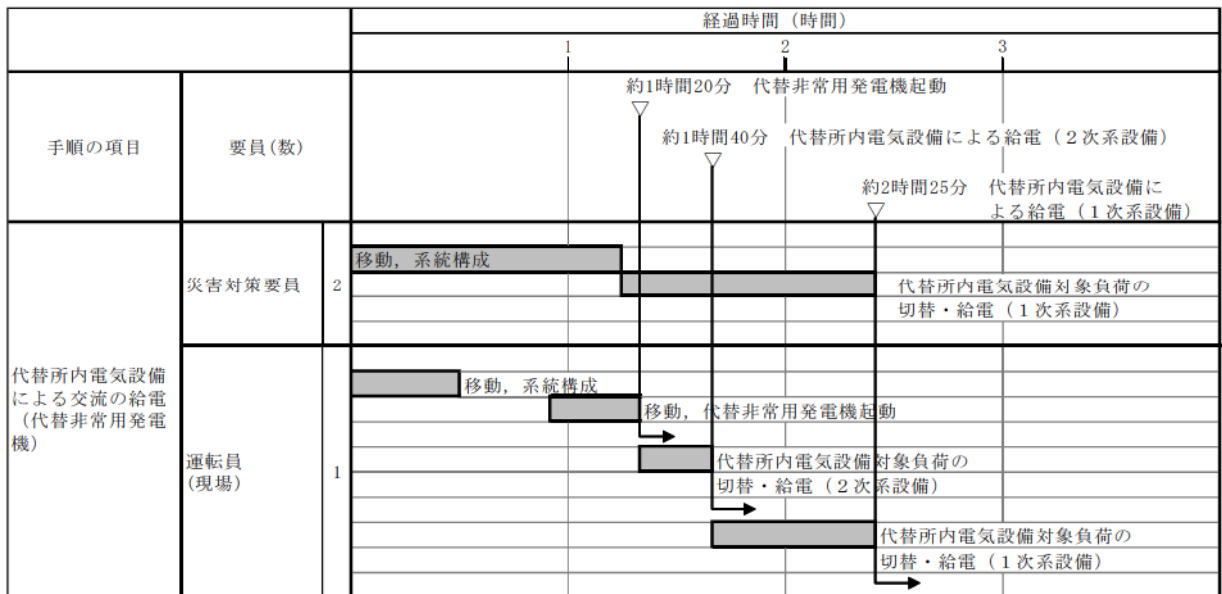 経過時間（時間）
1
2
3
手順の項目
要員(数)
約1時間20分　代替非常用発電機起動
約1時間40分　代替所内電気設備による給電（２次系設備）
約2時間25分　代替所内電気設備に
よる給電（１次系設備）
代替所内電気設備
による交流の給電
（代替非常用発電
機）
災害対策要員
2
移動，系統構成
代替所内電気設備対象負荷の
切替・給電（１次系設備）
運転員
(現場)
1
移動，系統構成
移動，代替非常用発電機起動
代替所内電気設備対象負荷の
切替・給電（２次系設備）
代替所内電気設備対象負荷の
切替・給電（１次系設備）